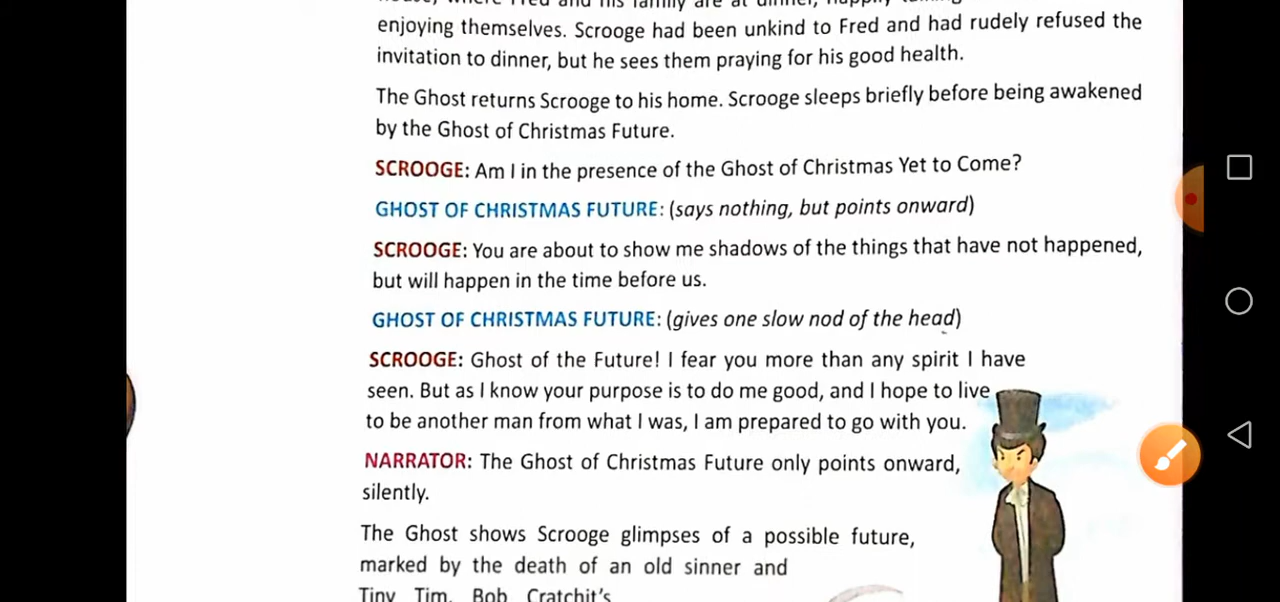 enjoying themselves. Scrooge had been unkind to Fred and had rudely refused the
invitation to dinner, but he sees them praying for his good health.
The Ghost returns Scrooge to his home. Scrooge sleeps briefly before being awakened
by the Ghost of Christmas Future.
SCROOGE: Am I in the presence of the Ghost of Christmas Yet to Come?
GHOST OF CHRISTMAS FUTURE: (says nothing, but points onward)
SCROOGE: You are about to show me shadows of the things that have not happened,
but will happen in the time before us.
GHOST OF CHRISTMAS FUTURE: (gives one slow nod of the head)
SCROOGE: Ghost of the Future! I fear you more than any spirit I have
seen. But as I know your purpose is to do me good, and I hope to live
to be another man from what I was, I am prepared to go with you.
NARRATOR: The Ghost of Christmas Future only points onward,
silently.
The Ghost shows Scrooge glimpses of a possible future,
marked by the death of an old sinner and
Tiny Tim, Bob Cratchit's